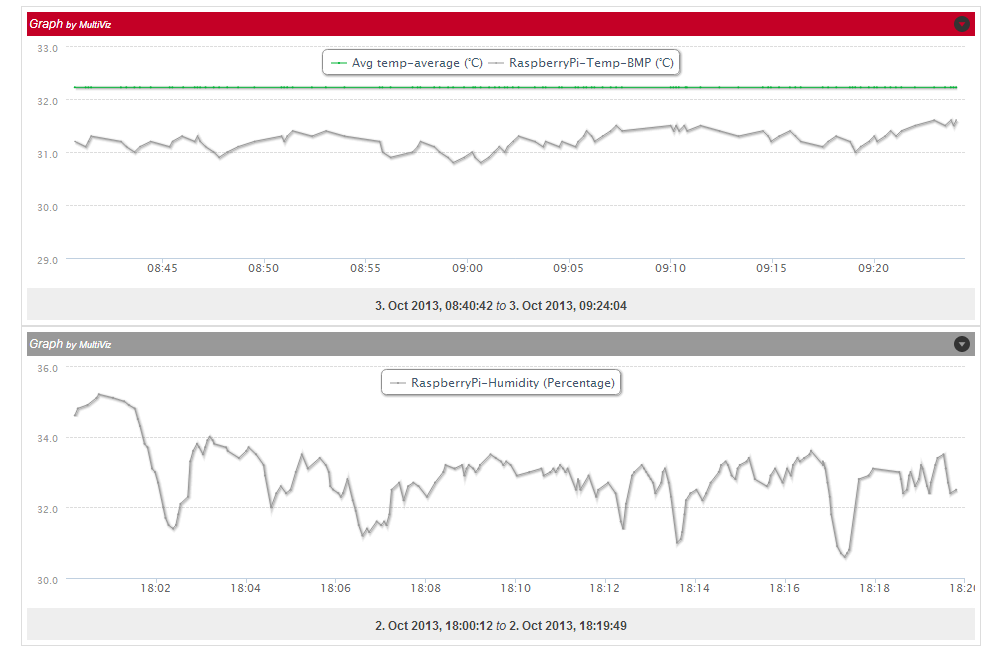 Graph by MultiViz
33.0
Avg temp-average (°C) RaspberryPi-Temp-BMP (°C)
32.0
31.0
30.0
29.0
08:45 08:50 08:55 09:00 09:05 09:10 09:15 09:20
3. Oct 2013, 08:40:42 to 3. Oct 2013, 09:24:04
Graph by MultiViz
36.0
RaspberryPi-Humidity (Percentage)
34.0
32.0
30.0
18:02 18:04 18:06 18:08 18:10 18:12 18:14 18:16 18:18 18:20
2. Oct 2013, 18:00:12 to 2. Oct 2013, 18:19:49